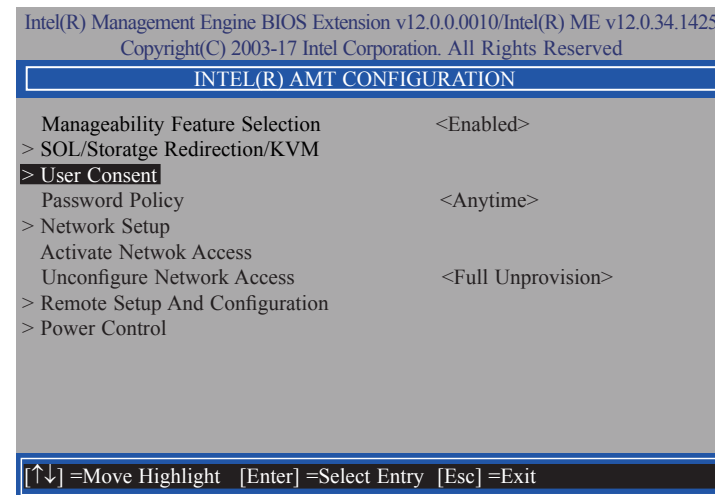 Intel(R) Management Engine BIOS Extension v12.0.0.0010/Intel(R) ME v12.0.34.1425
Copyright(C) 2003-17 Intel Corporation. All Rights Reserved
INTEL(R) AMT CONFIGURATION
Manageability Feature Selection <Enabled>
> SOL/Storatge Redirection/KVM
> User Consent
Password Policy <Anytime>
> Network Setup
Activate Netwok Access
Unconfigure Network Access <Full Unprovision>
> Remote Setup And Configuration
> Power Control
[↑↓] =Move Highlight [Enter] =Select Entry [Esc] =Exit